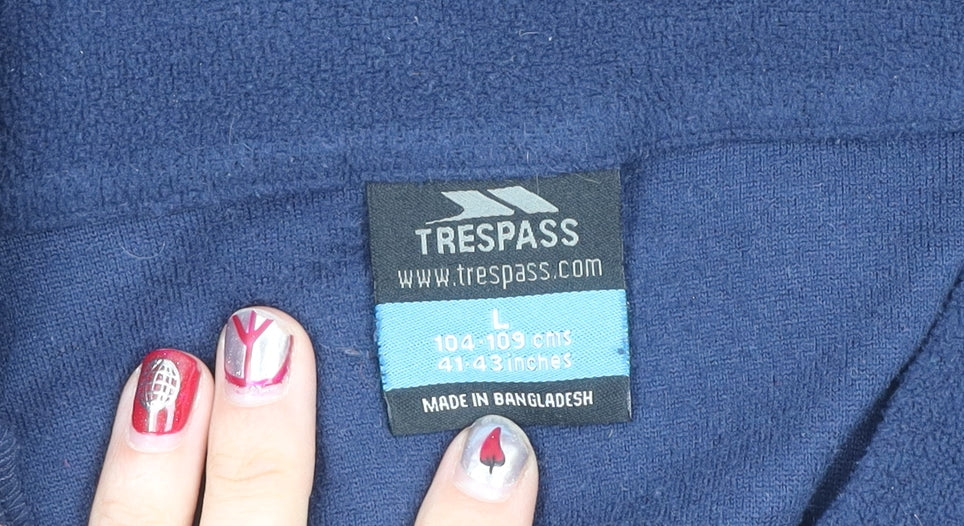 TRESPASS
www.trespass.com
L
104-109 cms
41-43 inches
MADE IN BANGLADESH